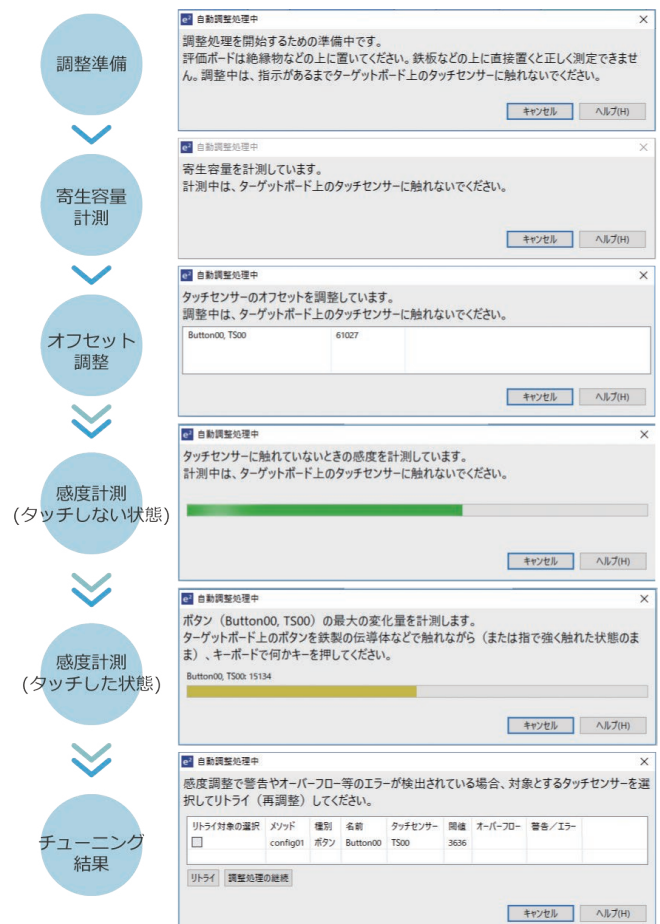 調整準備
e² 自動調整処理中
調整処理を開始するための準備中です。
評価ボードは絶縁物などの上に置いてください。鉄板などの上に直接置くと正しく測定できませ
ん。調整中は、指示があるまでターゲットボード上のタッチセンサーに触れないでください。
キャンセル ヘルプ(H)
寄生容量
計測
e² 自動調整処理中
寄生容量を計測しています。
計測中は、ターゲットボード上のタッチセンサーに触れないでください。
キャンセル ヘルプ(H)
オフセット
調整
e² 自動調整処理中
タッチセンサーのオフセットを調整しています。
調整中は、ターゲットボード上のタッチセンサーに触れないでください。
Button00, TS00 61027
キャンセル ヘルプ(H)
感度計測
(タッチしない状態)
e² 自動調整処理中
タッチセンサーに触れていないときの感度を計測しています。
計測中は、ターゲットボード上のタッチセンサーに触れないでください。
キャンセル ヘルプ(H)
感度計測
(タッチした状態)
e² 自動調整処理中
ボタン（Button00, TS00）の最大の変化量を計測します。
ターゲットボード上のボタンを鉄製の伝導体などで触れながら（または指で強く触れた状態のま
ま）、キーボードで何かキーを押してください。
Button00, TS00: 15134
キャンセル ヘルプ(H)
チューニング
結果
e² 自動調整処理中
感度調整で警告やオーバーフロー等のエラーが検出されている場合、対象とするタッチセンサーを選
択してリトライ（再調整）してください。
リトライ対象の選択 メソッド 種別 名前 タッチセンサー 閾値 オーバーフロー 警告／エラー
config01 ボタン Button00 TS00 3636
リトライ 調整処理の継続
キャンセル ヘルプ(H)